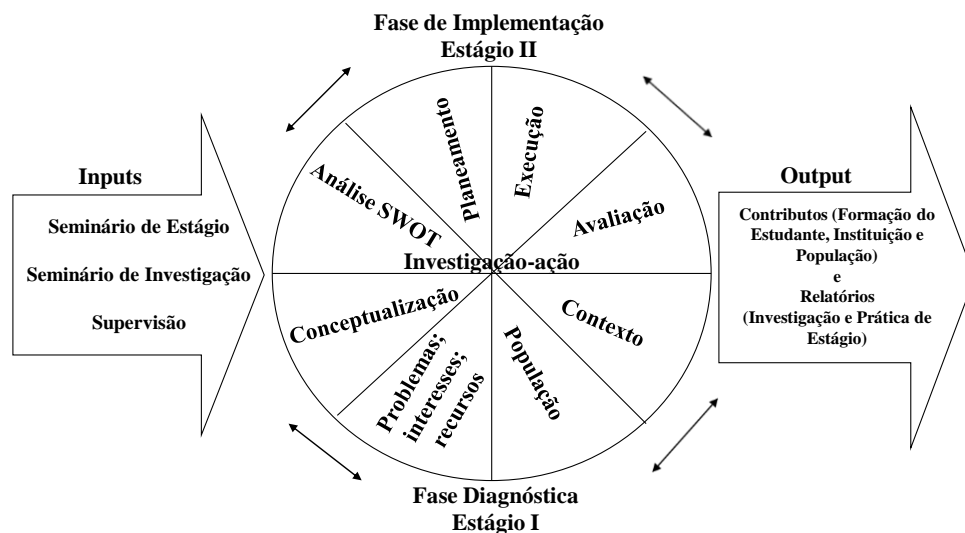 Fase de Implementação
Estágio II
Inputs
Seminário de Estágio
Seminário de Investigação
Supervisão
Análise SWOT
Planeamento
Execução
Avaliação
Investigação-ação
Conceptualização
Problemas;
interesses;
recursos
População
Contexto
Output
Contributos (Formação do
Estudante, Instituição e
População)
e
Relatórios
(Investigação e Prática de
Estágio)
Fase Diagnóstica
Estágio I